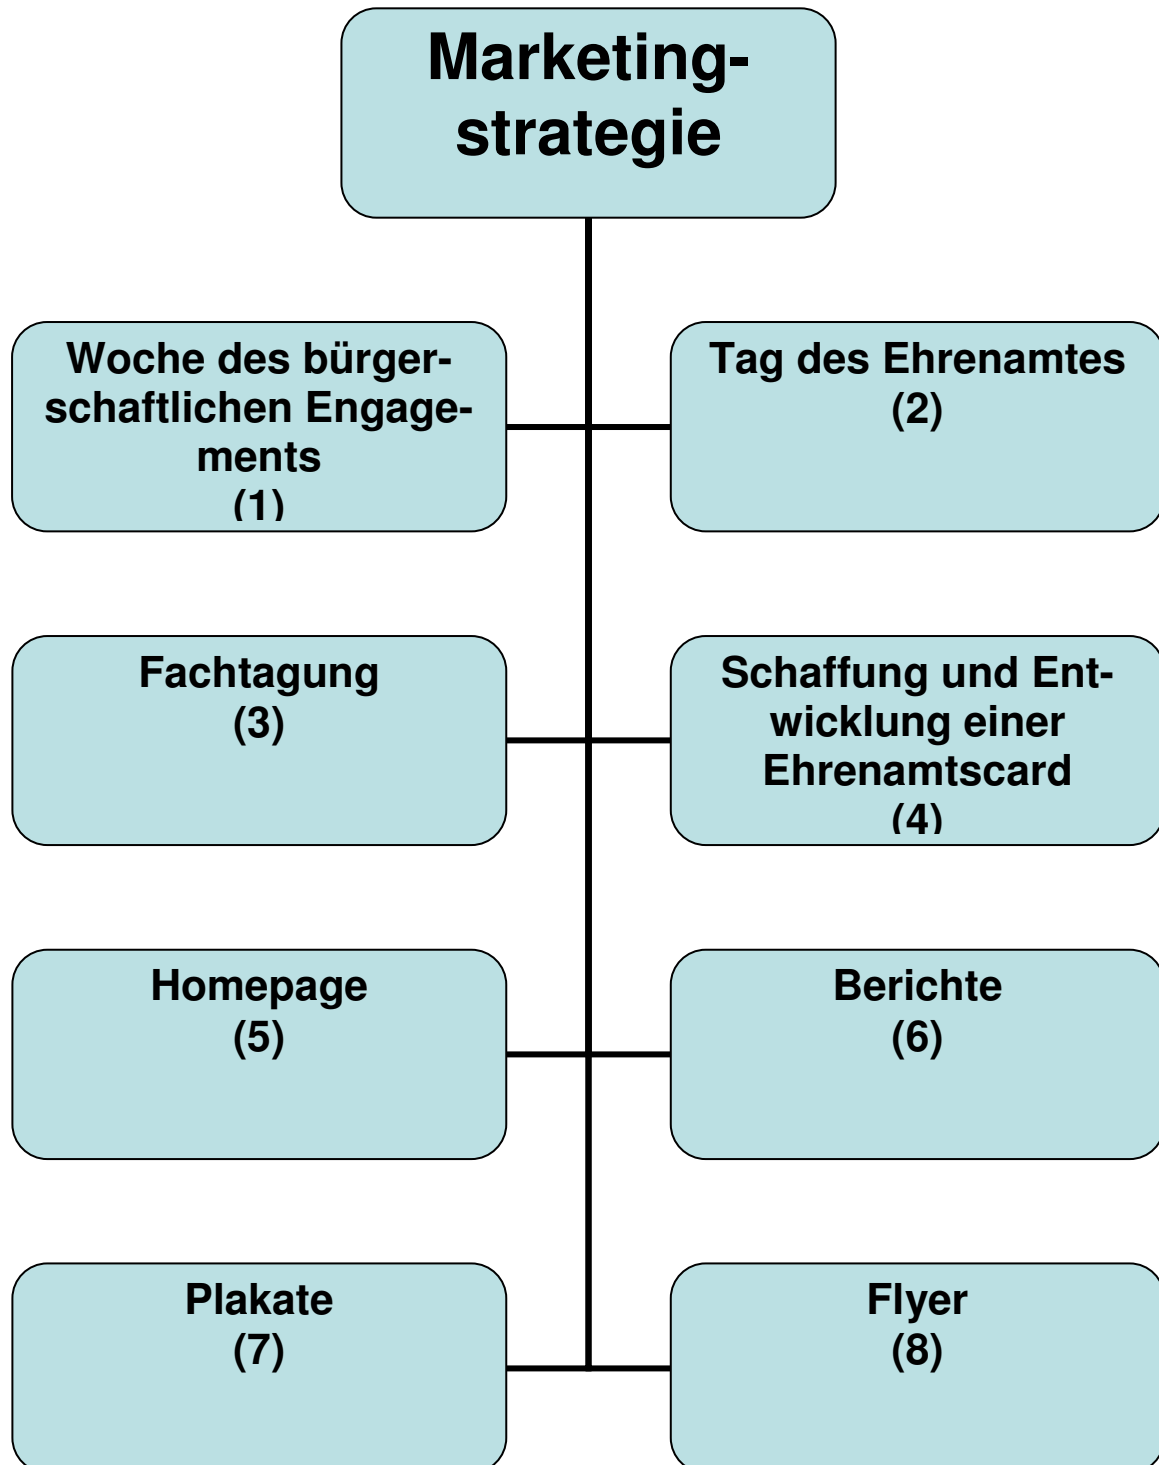 Marketing-
strategie
Woche des bürger-
schaftlichen Engage-
ments
(1)
Tag des Ehrenamtes
(2)
Fachtagung
(3)
Schaffung und Ent-
wicklung einer
Ehrenamtscard
(4)
Homepage
(5)
Berichte
(6)
Plakate
(7)
Flyer
(8)